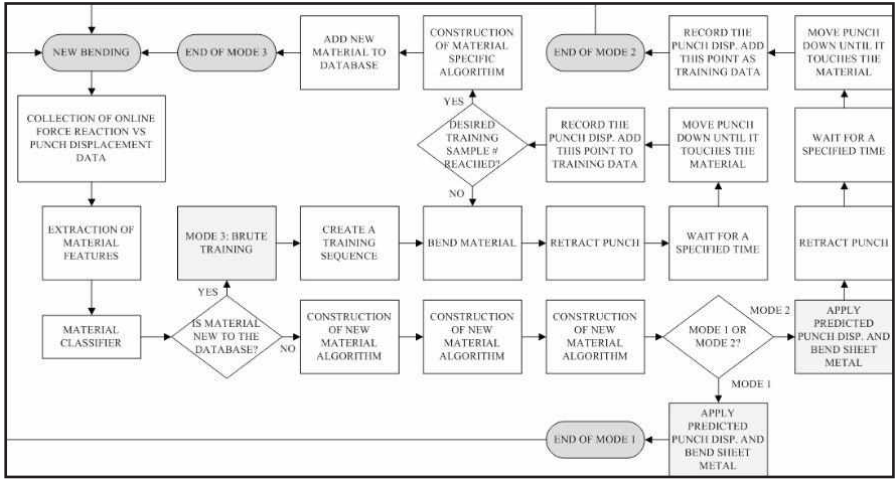 NEW BENDING
END OF MODE 3
ADD NEW
MATERIAL TO
DATABASE
CONSTRUCTION
OF MATERIAL
SPECIFIC
ALGORITHM
END OF MODE 2
RECORD THE
PUNCH DISP. ADD
THIS POINT AS
TRAINING DATA
MOVE PUNCH
DOWN UNTIL IT
TOUCHES THE
MATERIAL
COLLECTION OF ONLINE
FORCE REACTION VS
PUNCH DISPLACEMENT
DATA
YES
DESIRED
TRAINING
SAMPLE #
REACHED?
NO
RECORD THE
PUNCH DISP. ADD
THIS POINT TO
TRAINING DATA
MOVE PUNCH
DOWN UNTIL IT
TOUCHES THE
MATERIAL
WAIT FOR A
SPECIFIED TIME
EXTRACTION OF
MATERIAL
FEATURES
MODE 3: BRUTE
TRAINING
CREATE A
TRAINING
SEQUENCE
BEND MATERIAL
RETRACT PUNCH
WAIT FOR A
SPECIFIED TIME
RETRACT PUNCH
YES
MATERIAL
CLASSIFIER
IS MATERIAL
NEW TO THE
DATABASE?
NO
CONSTRUCTION
OF NEW
MATERIAL
ALGORITHM
CONSTRUCTION
OF NEW
MATERIAL
ALGORITHM
CONSTRUCTION
OF NEW
MATERIAL
ALGORITHM
MODE 1 OR
MODE 2?
MODE 2
APPLY
PREDICTED
PUNCH DISP. AND
BEND SHEET
METAL
MODE 1
END OF MODE 1
APPLY
PREDICTED
PUNCH DISP. AND
BEND SHEET
METAL